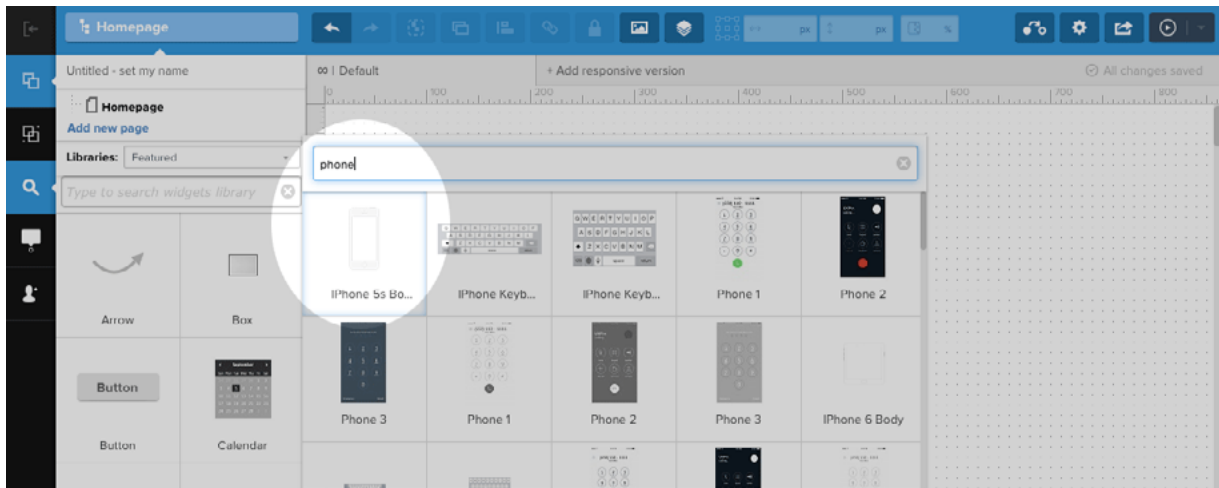 Homepage
px
px
%
Untitled - set my name
Default
+ Add responsive version
All changes saved
0
100
200
300
400
500
600
700
800
Homepage
Add new page
Libraries:
Featured
phone
Type to search widgets library
IPhone 5s Bo...
IPhone Keyb...
IPhone Keyb...
Phone 1
Phone 2
Arrow
Box
Phone 3
Phone 1
Phone 2
Phone 3
IPhone 6 Body
Button
September
Button
Calendar